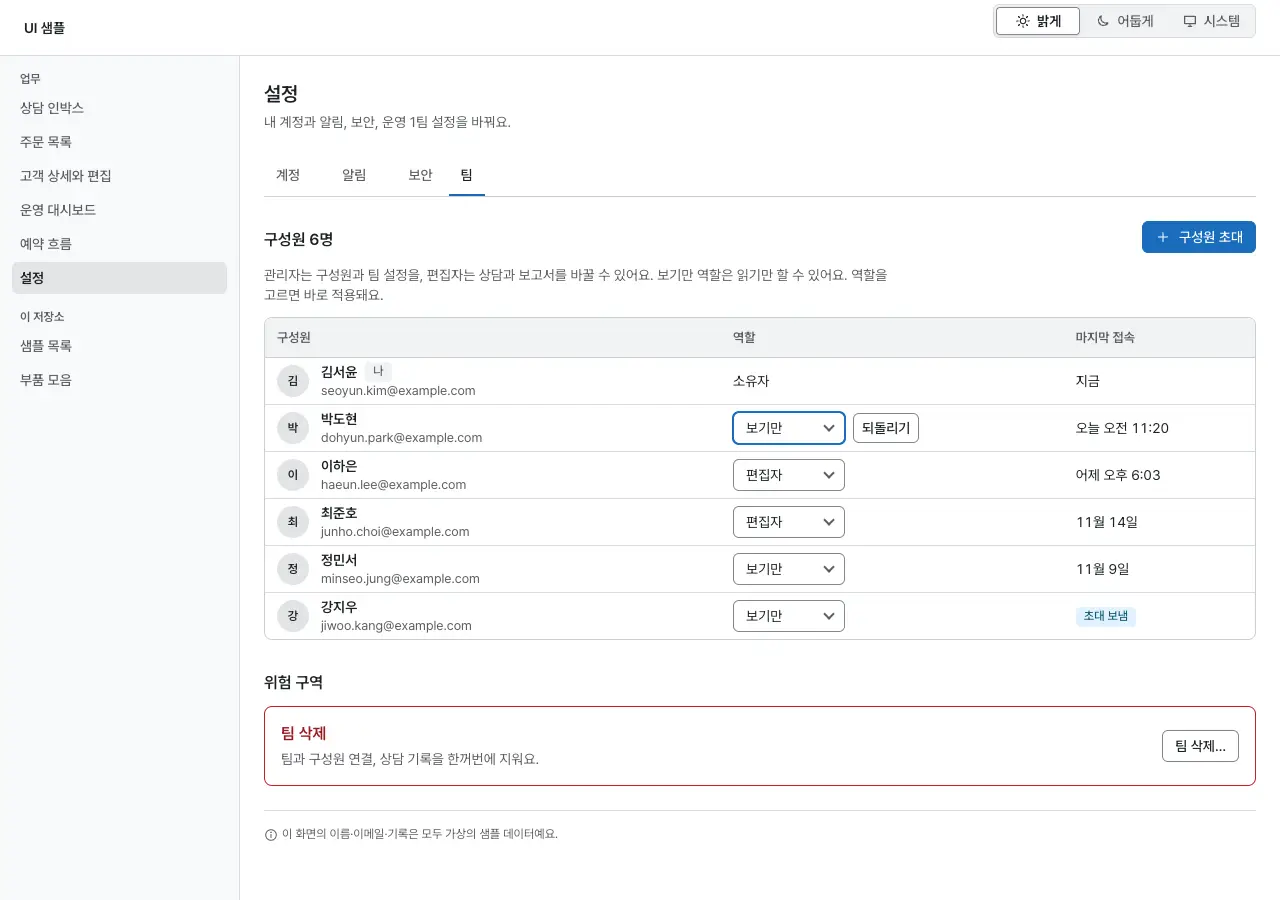 UI 샘플
밝게
어둡게
시스템
업무
상담 인박스
주문 목록
고객 상세와 편집
운영 대시보드
예약 흐름
설정
이 저장소
샘플 목록
부품 모음
설정
내 계정과 알림, 보안, 운영 1팀 설정을 바꿔요.
계정
알림
보안
팀
구성원 6명
구성원 초대
관리자는 구성원과 팀 설정을, 편집자는 상담과 보고서를 바꿀 수 있어요. 보기만 역할은 읽기만 할 수 있어요. 역할을
고르면 바로 적용돼요.
구성원 역할 마지막 접속
김 김서윤 나 소유자 지금
seoyun.kim@example.com
박 박도현 보기만 되돌리기 오늘 오전 11:20
dohyun.park@example.com
이 이하은 편집자 어제 오후 6:03
haeun.lee@example.com
최 최준호 편집자 11월 14일
junho.choi@example.com
정 정민서 보기만 11월 9일
minseo.jung@example.com
강 강지우 보기만 초대 보냄
jiwoo.kang@example.com
위험 구역
팀 삭제
팀과 구성원 연결, 상담 기록을 한꺼번에 지워요.
팀 삭제...
이 화면의 이름·이메일·기록은 모두 가상의 샘플 데이터예요.